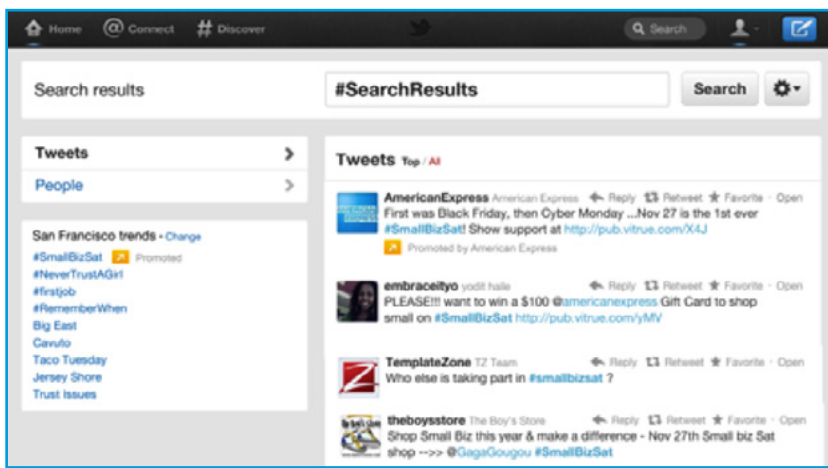 Home @ Connect # Discover
Search
Search results
#SearchResults
Search
Tweets
People
San Francisco trends · Change
#SmallBizSat Promoted
#NeverTrustAGirl
#firstjob
#RememberWhen
Big East
Cavuto
Taco Tuesday
Jersey Shore
Trust Issues
Tweets Top / All
AmericanExpress American Express Reply Retweet Favorite · Open
First was Black Friday, then Cyber Monday ...Nov 27 is the 1st ever
#SmallBizSat! Show support at http://pub.vitrue.com/X4J
Promoted by American Express
embraceityo yodit haile Reply Retweet Favorite · Open
PLEASE!!! want to win a $100 @americanexpress Gift Card to shop
small on #SmallBizSat http://pub.vitrue.com/yMV
TemplateZone TZ Team Reply Retweet Favorite · Open
Who else is taking part in #smallbizsat ?
theboysstore The Boy's Store Reply Retweet Favorite · Open
Shop Small Biz this year & make a difference - Nov 27th Small biz Sat
shop -->> @GagaGougou #SmallBizSat